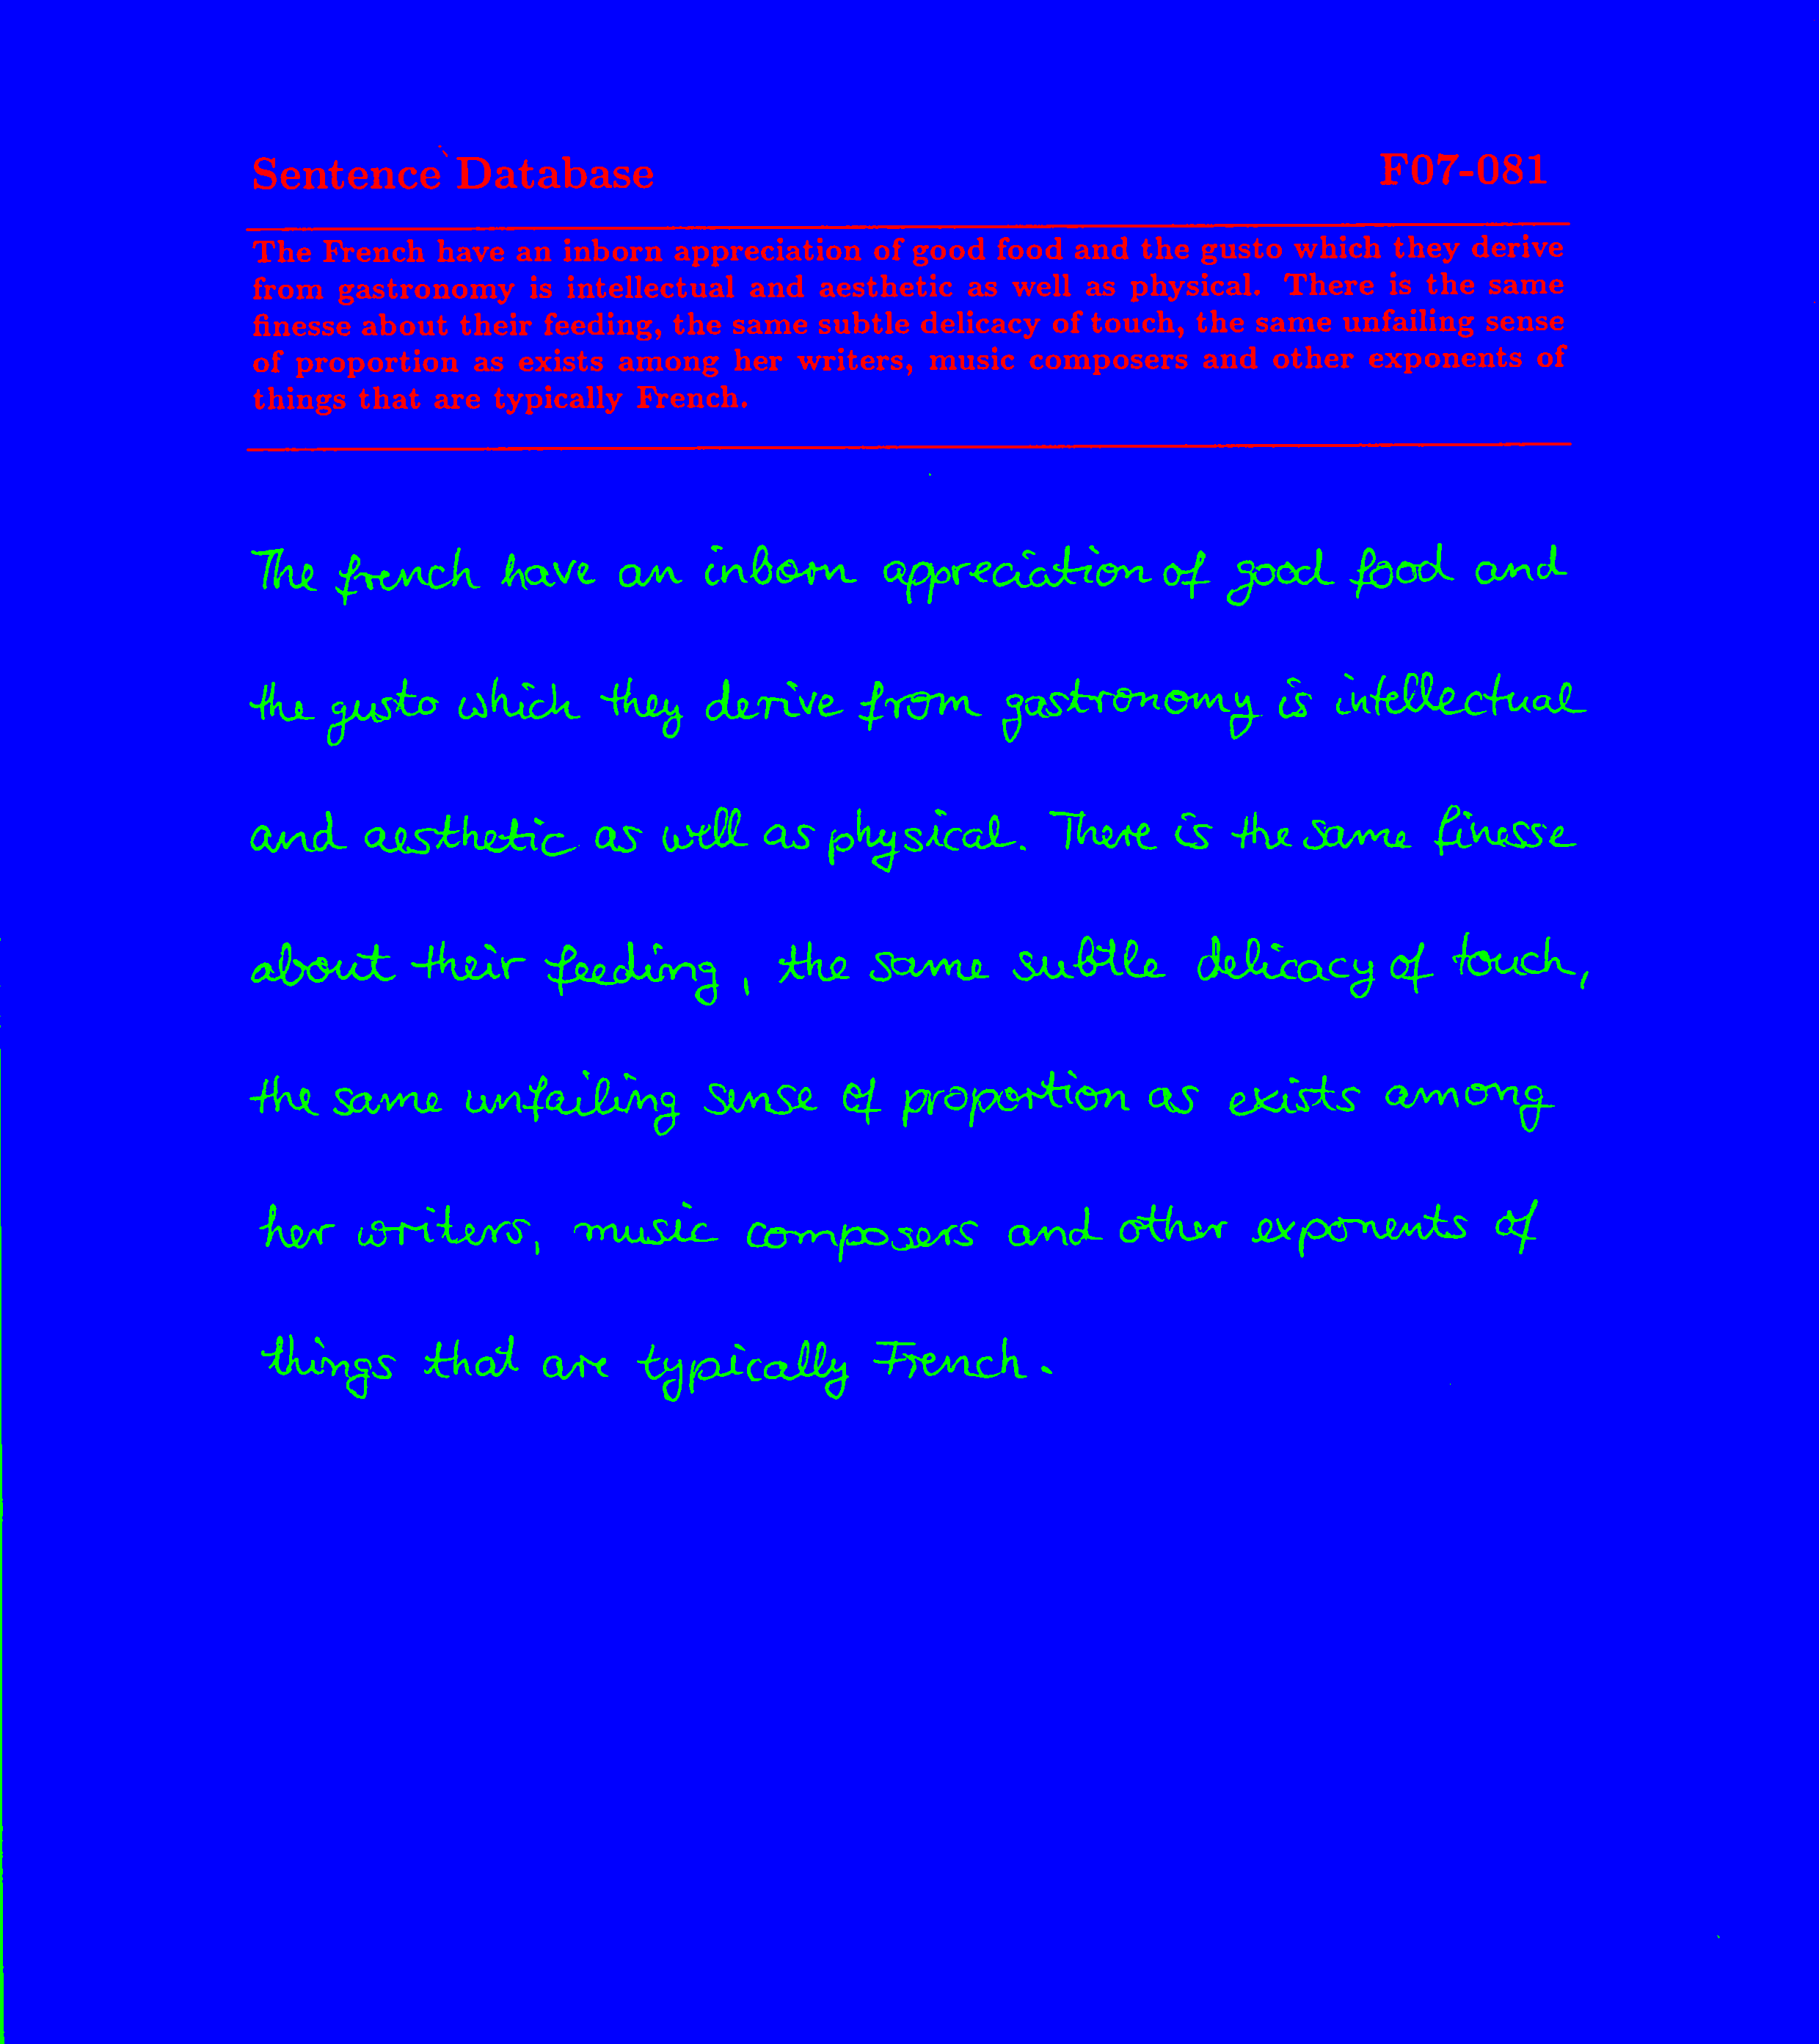 Sentence Database F07-081
The French have an inborn appreciation of good food and the gusto which they derive
from gastronomy is intellectual and aesthetic as well as physical. There is the same
finesse about their feeding, the same subtle delicacy of touch, the same unfailing sense
of proportion as exists among her writers, music composers and other exponents of
things that are typically French.
The french have an inborn appreciation of good food and
the gusto which they derive from gastronomy is intellectual
and aesthetic as well as physical. There is the same finesse
about their feeding, the same subtle delicacy of touch,
the same unfailing sense of proportion as exists among
her writers, music composers and other exponents of
things that are typically French.